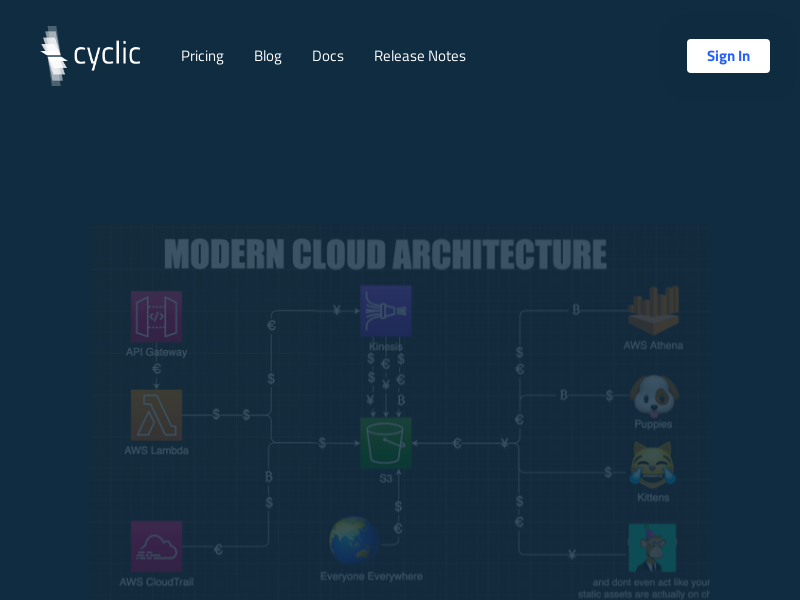 cyclic
Pricing
Blog
Docs
Release Notes
Sign In
MODERN CLOUD ARCHITECTURE
API Gateway
Kinesis
AWS Athena
AWS Lambda
S3
Puppies
Kittens
AWS CloudTrail
Everyone Everywhere
and dont even act like your
static assets are actually on
¥
€
B
$
€
$
€
$
$
€
¥
€
¥
B
$
€
B
$
€
$
$
$
€
¥
$
B
$
€
$
€
$
€
¥